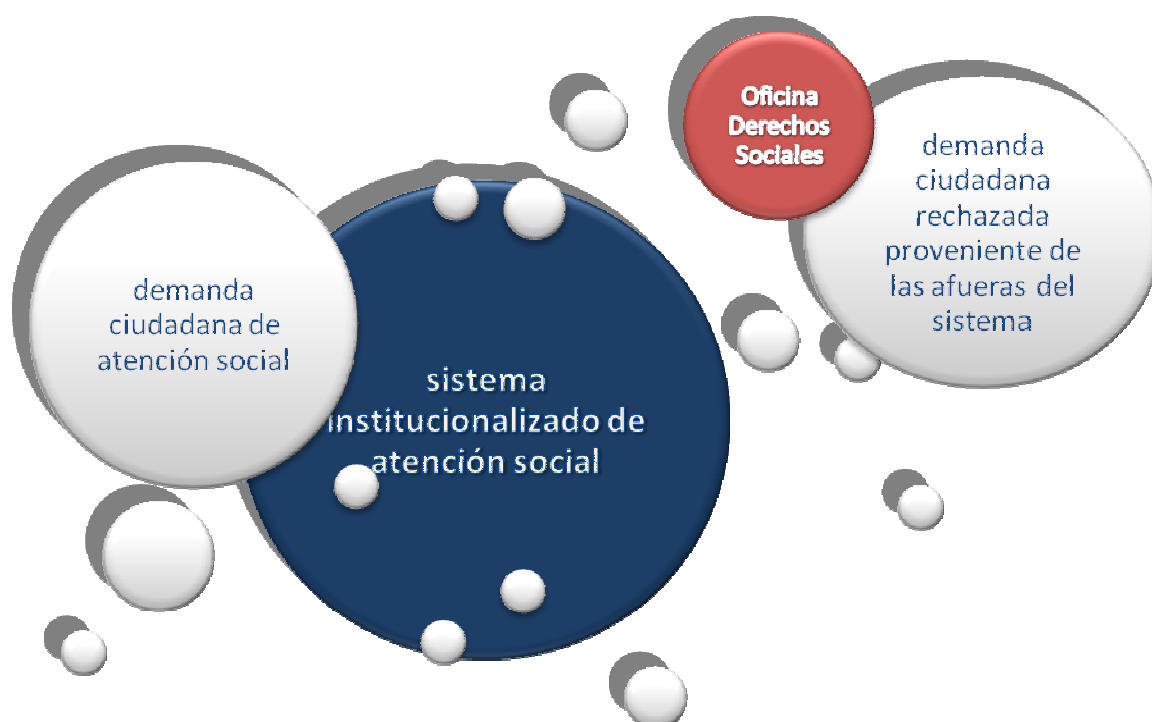 Oficina
Derechos
Sociales
demanda
ciudadana
rechazada
proveniente de
las afueras del
sistema
demanda
ciudadana de
atención social
sistema
institucionalizado de
atención social